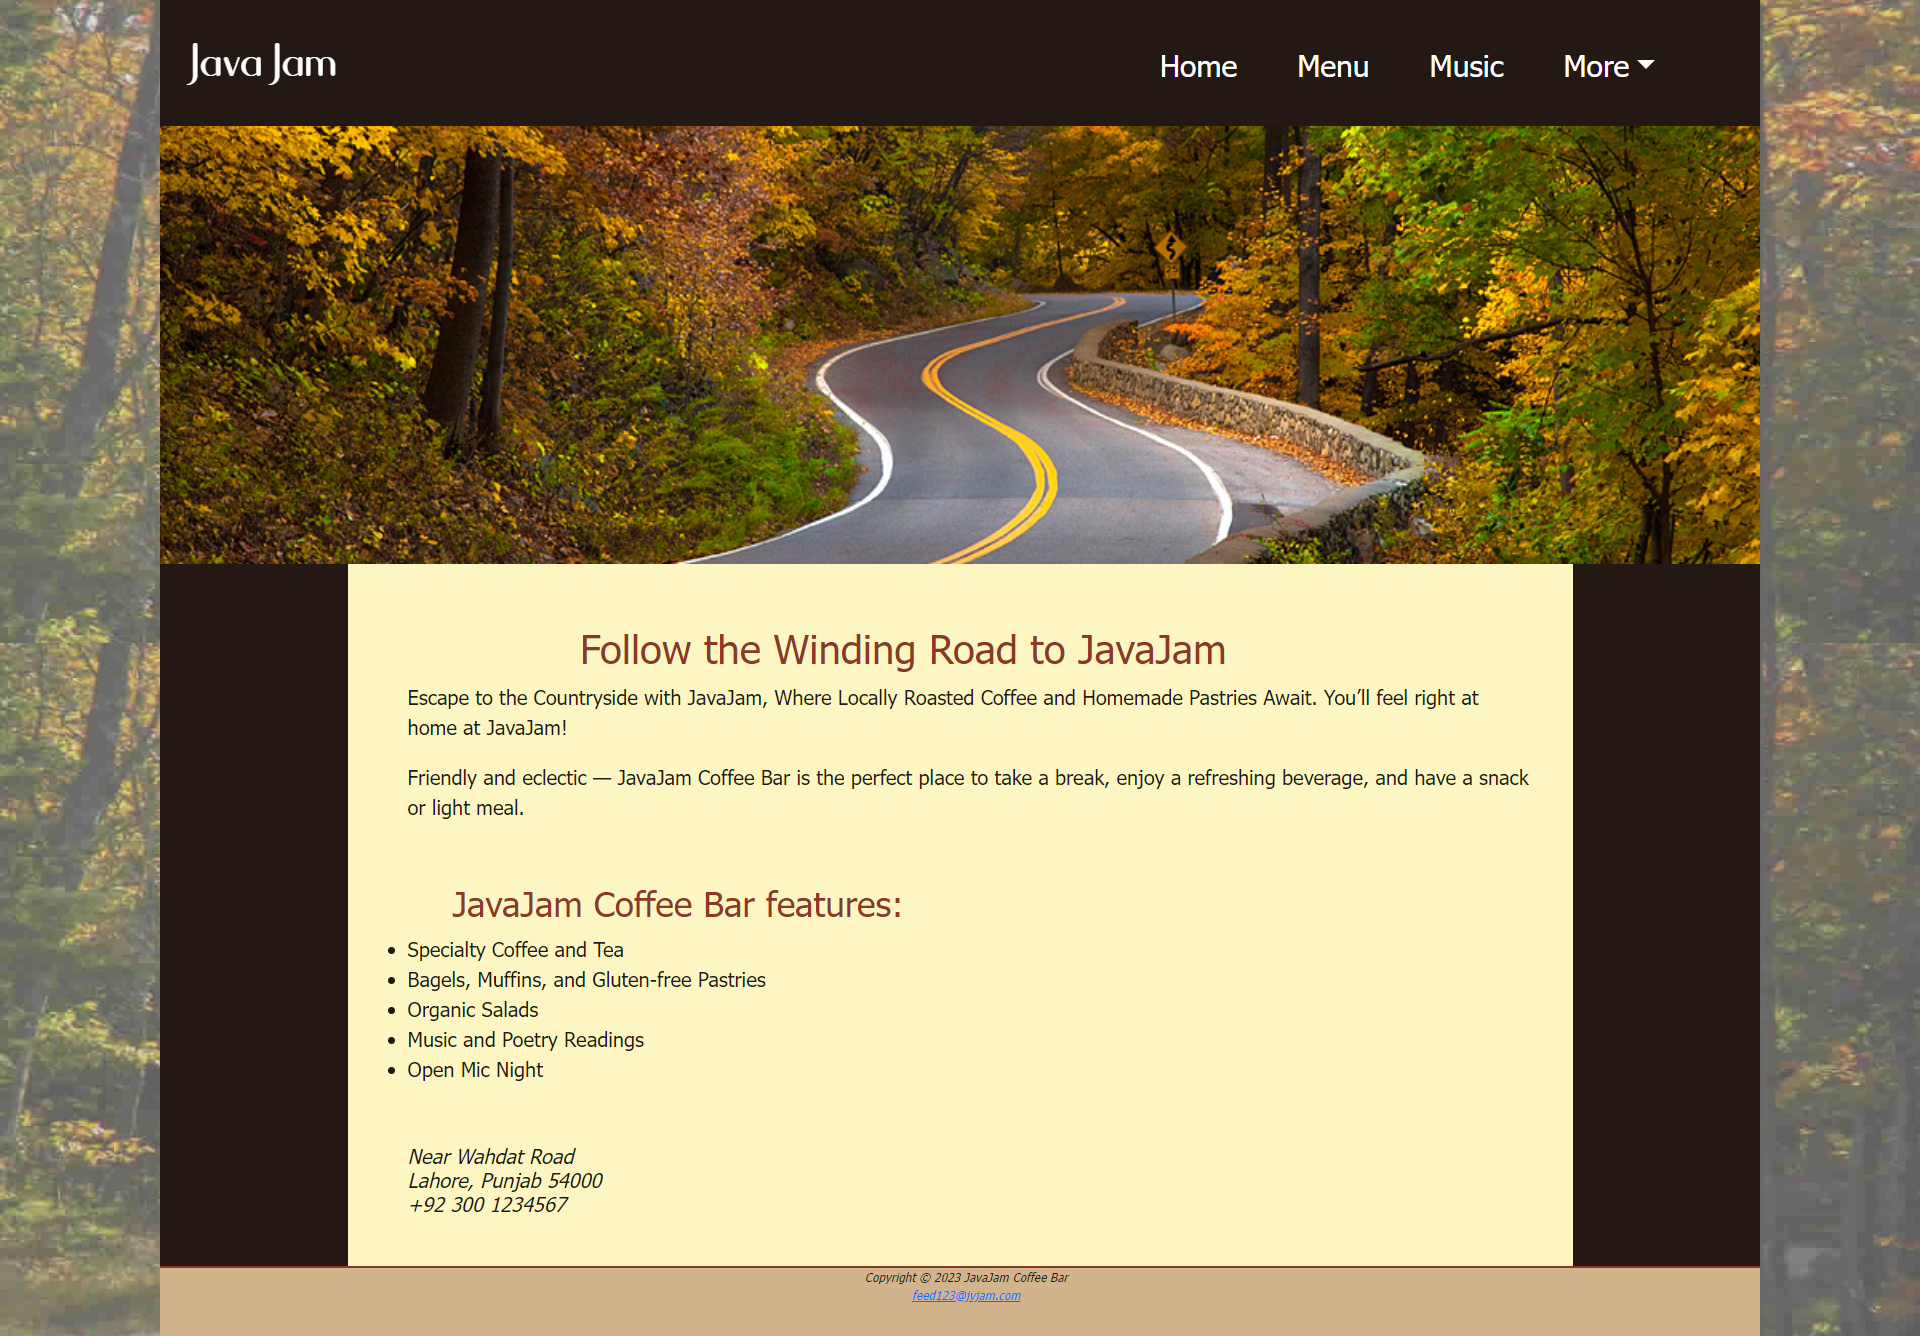 Java Jam
Home Menu Music More
Follow the Winding Road to JavaJam
Escape to the Countryside with JavaJam, Where Locally Roasted Coffee and Homemade Pastries Await. You’ll feel right at
home at JavaJam!
Friendly and eclectic — JavaJam Coffee Bar is the perfect place to take a break, enjoy a refreshing beverage, and have a snack
or light meal.
JavaJam Coffee Bar features:
• Specialty Coffee and Tea
• Bagels, Muffins, and Gluten-free Pastries
• Organic Salads
• Music and Poetry Readings
• Open Mic Night
Near Wahdat Road
Lahore, Punjab 54000
+92 300 1234567
Copyright © 2023 JavaJam Coffee Bar
feed123@jvjam.com